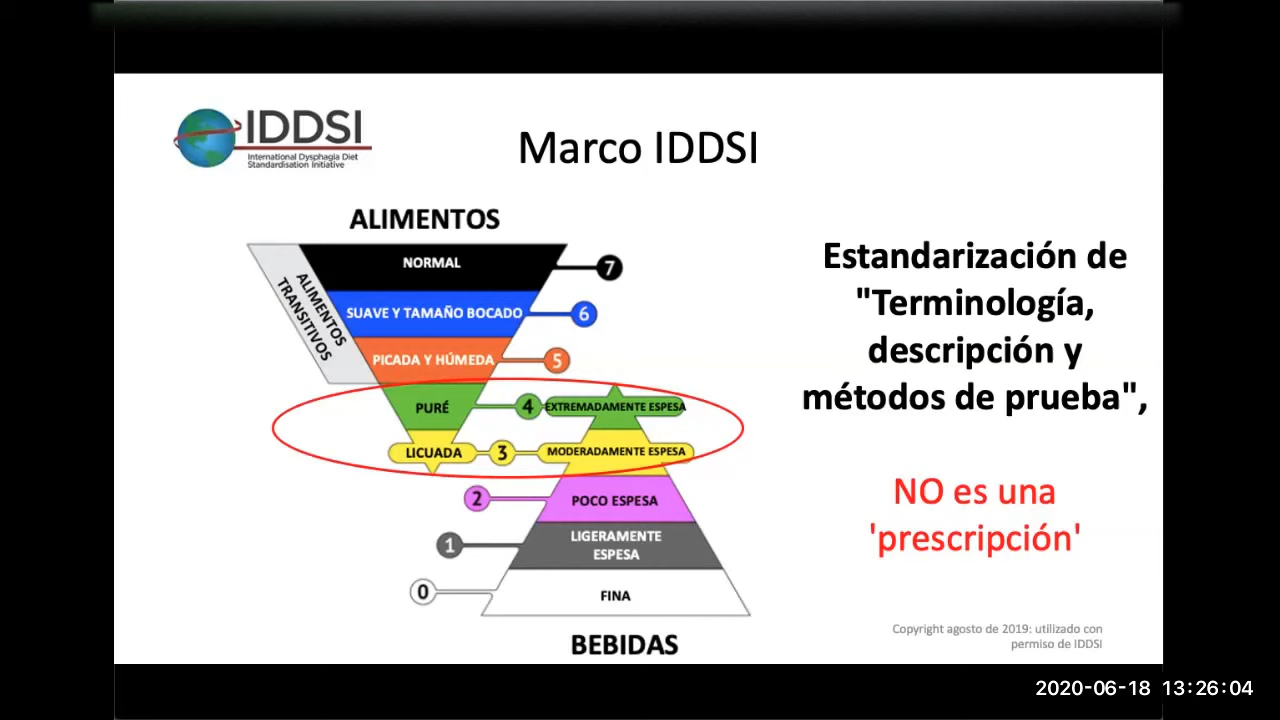 IDDSI
International Dysphagia Diet
Standardisation Initiative
Marco IDDSI
ALIMENTOS
ALIMENTOS
TRANSITIVOS
NORMAL
7
SUAVE Y TAMAÑO BOCADO
6
PICADA Y HÚMEDA
5
PURÉ
4
EXTREMADAMENTE ESPESA
LICUADA
3
MODERADAMENTE ESPESA
2
POCO ESPESA
1
LIGERAMENTE
ESPESA
0
FINA
BEBIDAS
Estandarización de
"Terminología,
descripción y
métodos de prueba",
NO es una
'prescripción'
Copyright agosto de 2019: utilizado con
permiso de IDDSI
2020-06-18 13:26:04